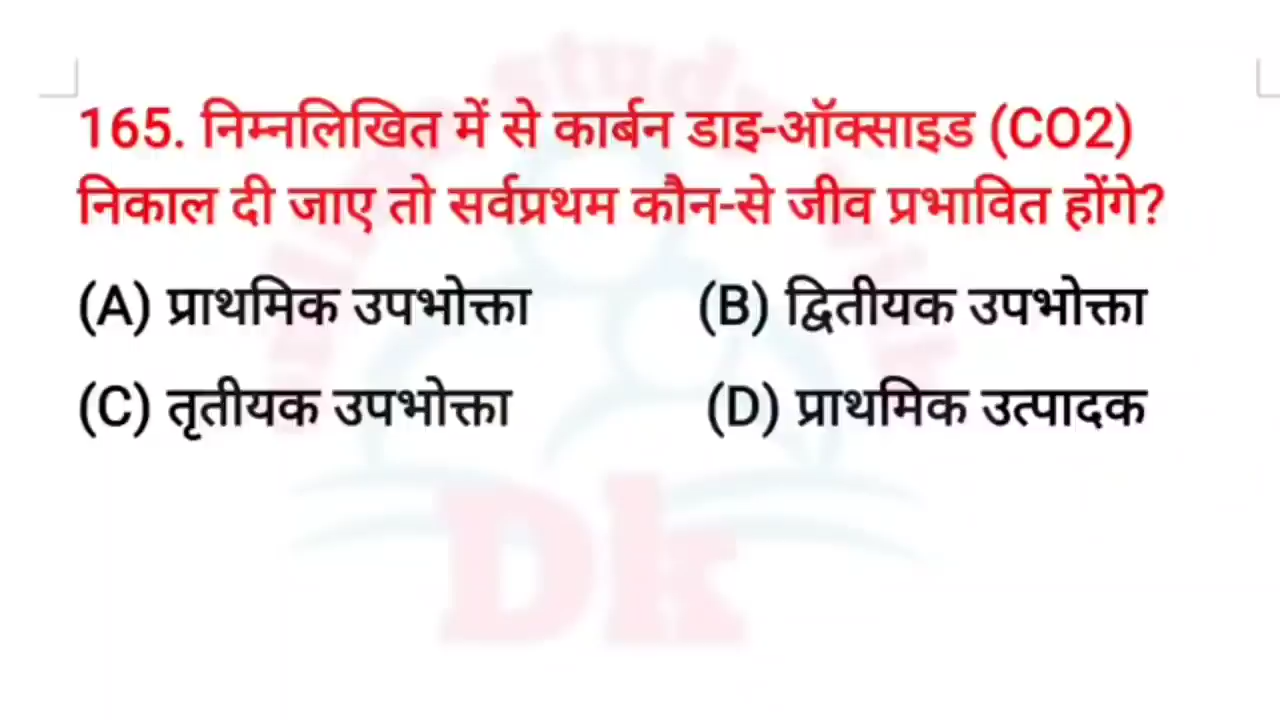 165. निम्नलिखित में से कार्बन डाइ-ऑक्साइड (CO2)
निकाल दी जाए तो सर्वप्रथम कौन-से जीव प्रभावित होंगे?
(A) प्राथमिक उपभोक्ता (B) द्वितीयक उपभोक्ता
(C) तृतीयक उपभोक्ता (D) प्राथमिक उत्पादक
Dk